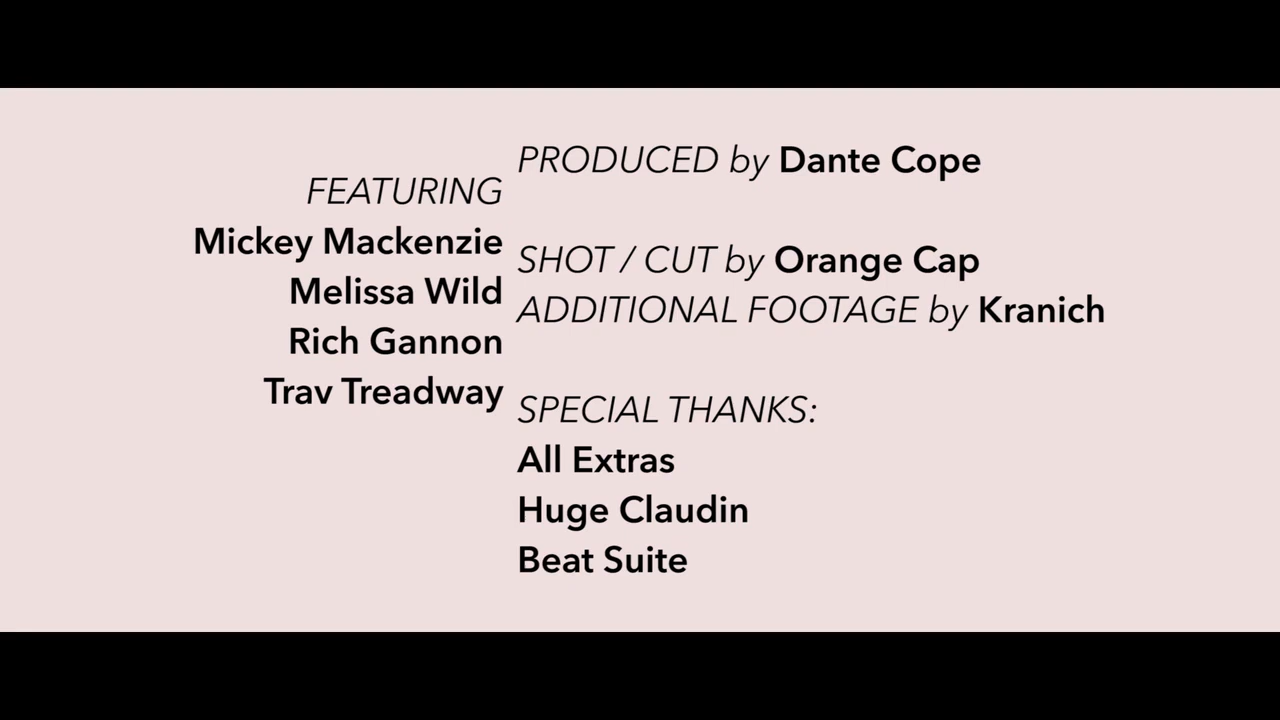 FEATURING
Mickey Mackenzie
Melissa Wild
Rich Gannon
Trav Treadway
PRODUCED by Dante Cope
SHOT / CUT by Orange Cap
ADDITIONAL FOOTAGE by Kranich
SPECIAL THANKS:
All Extras
Huge Claudin
Beat Suite